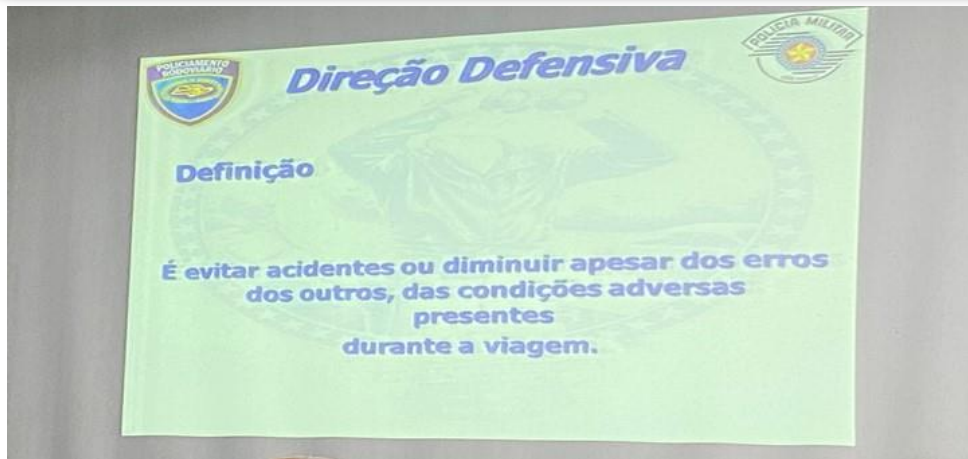 POLICIAMENTO
RODOVIÁRIO
POLÍCIA MILITAR
Direção Defensiva
Definição
É evitar acidentes ou diminuir apesar dos erros
dos outros, das condições adversas
presentes
durante a viagem.